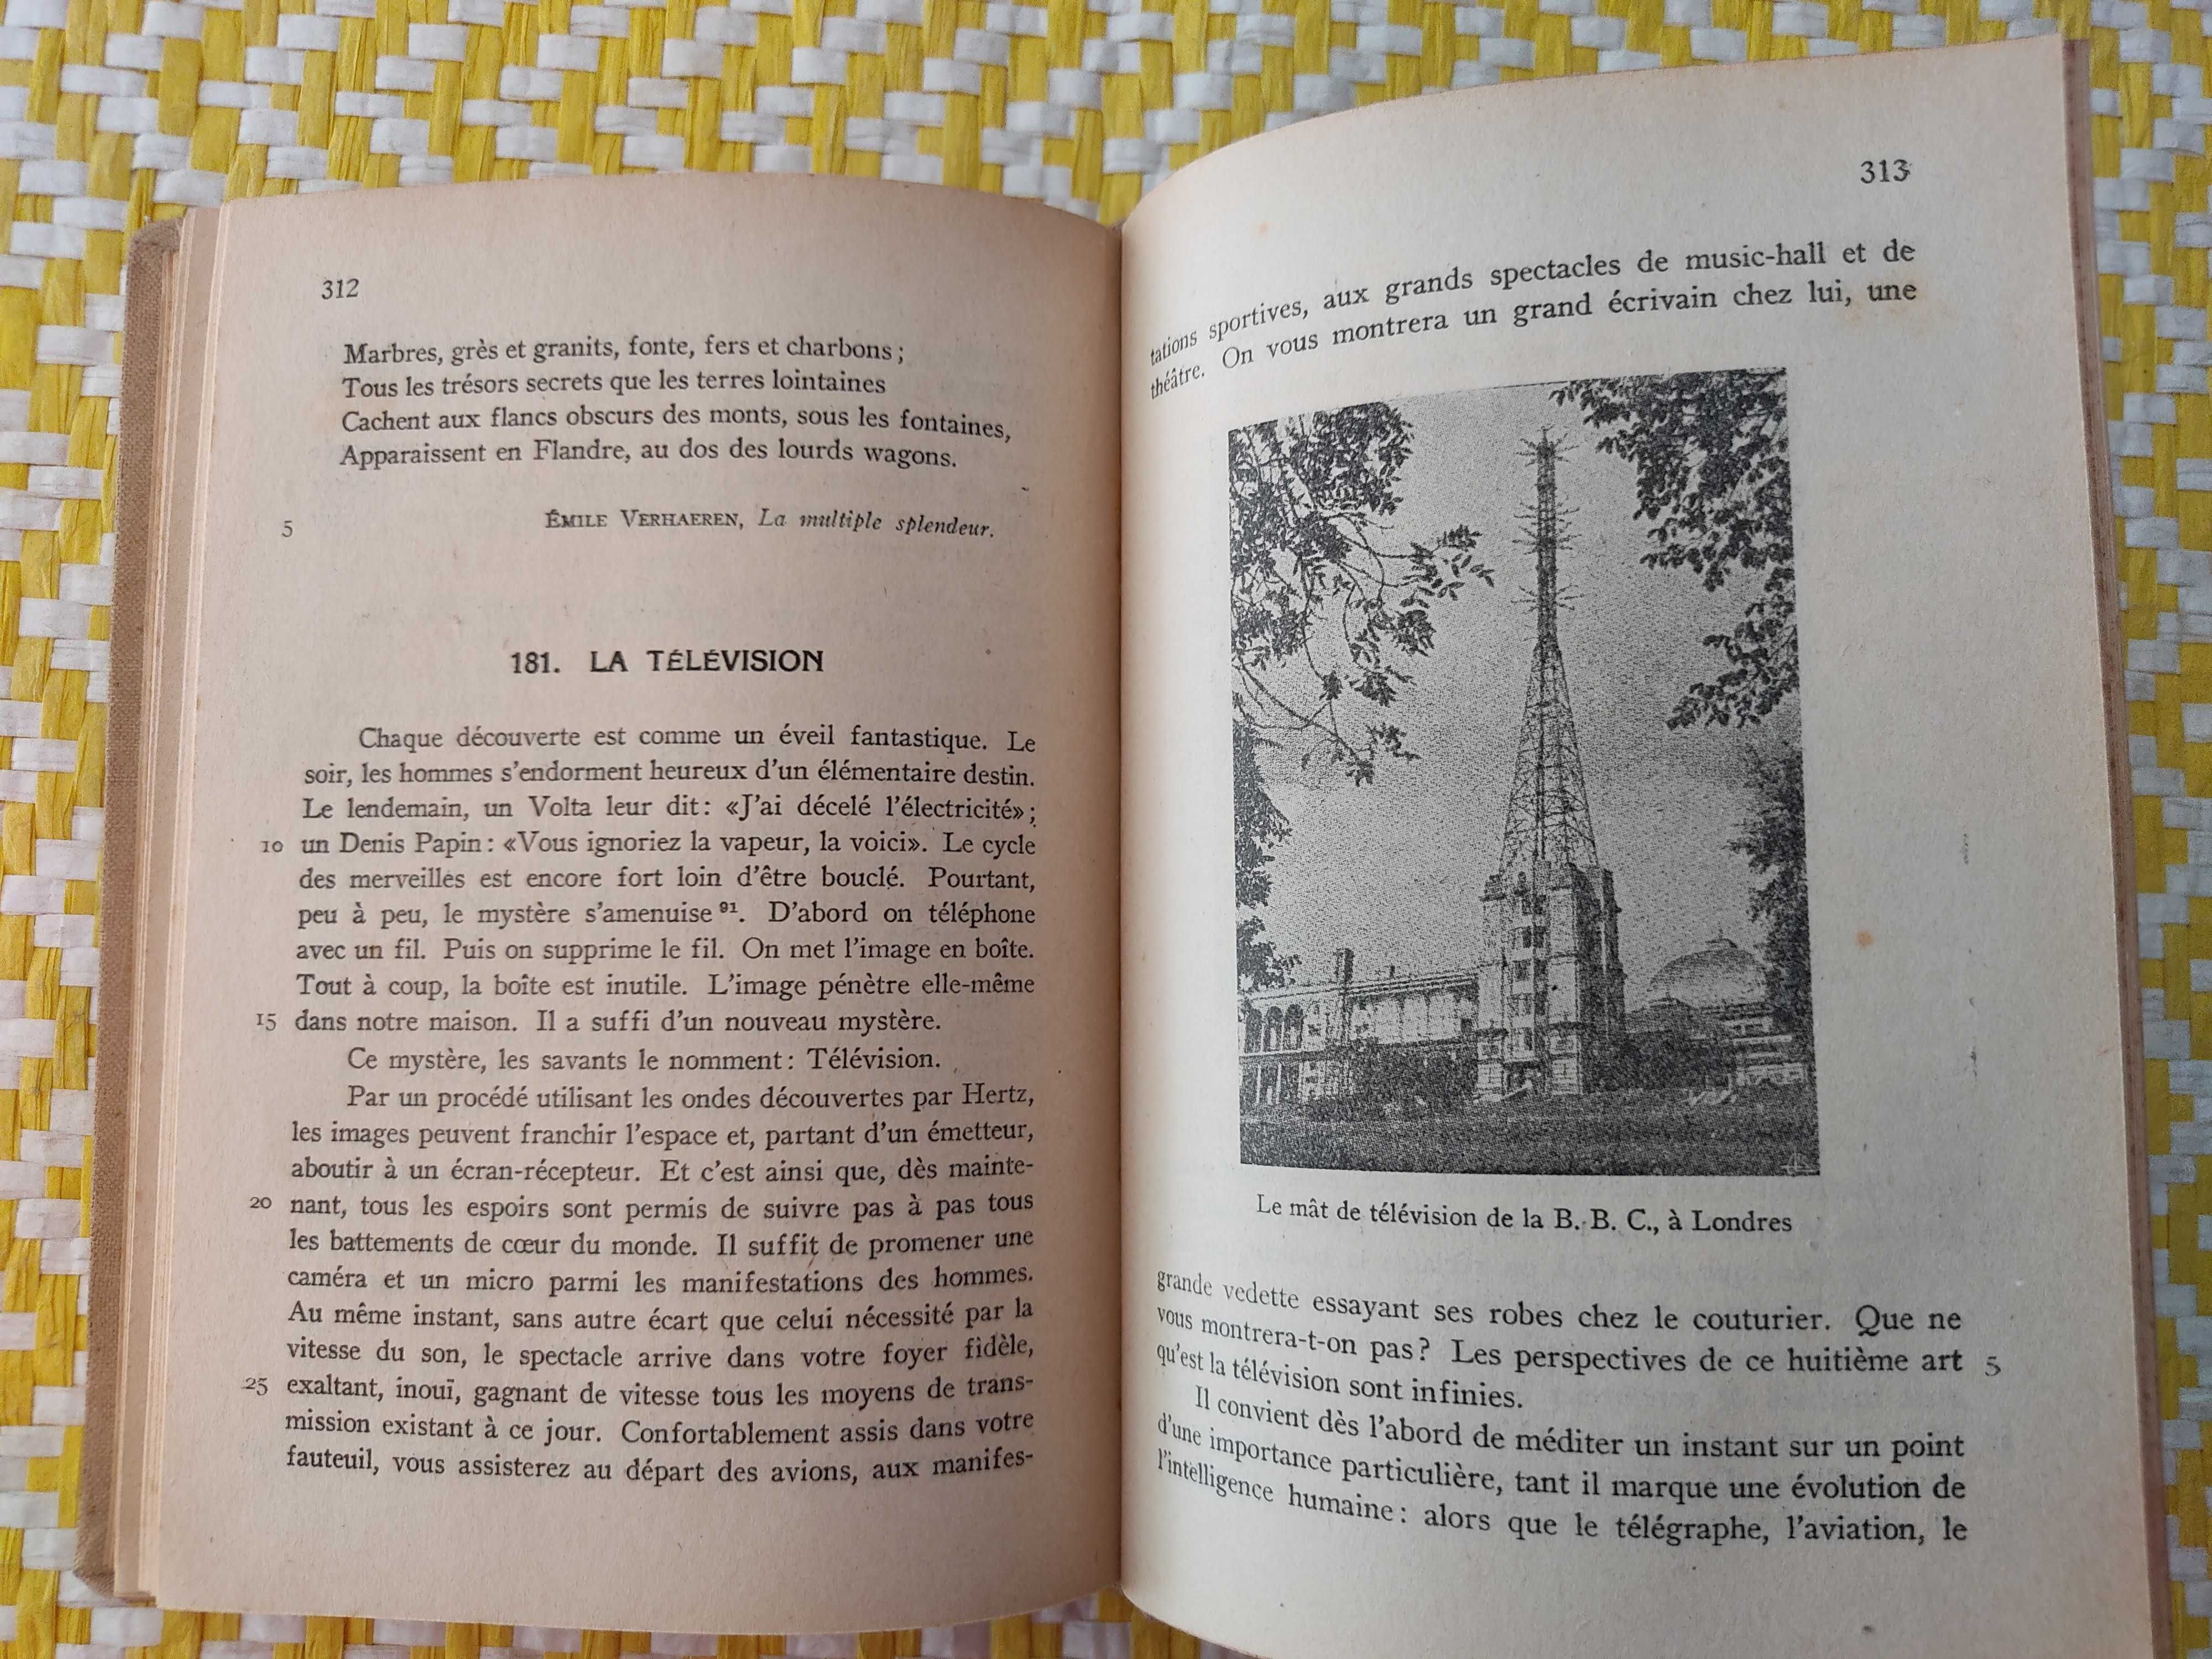 312
Marbres, grès et granits, fonte, fers et charbons ;
Tous les trésors secrets que les terres lointaines
Cachent aux flancs obscurs des monts, sous les fontaines,
Apparaissent en Flandre, au dos des lourds wagons.
5 ÉMILE VERHAEREN, La multiple splendeur.
181. LA TÉLÉVISION
Chaque découverte est comme un éveil fantastique. Le
soir, les hommes s'endorment heureux d'un élémentaire destin.
Le lendemain, un Volta leur dit: «J'ai décelé l'électricité»;
10 un Denis Papin: «Vous ignoriez la vapeur, la voici». Le cycle
des merveilles est encore fort loin d'être bouclé. Pourtant,
peu à peu, le mystère s'amenuise⁹¹. D'abord on téléphone
avec un fil. Puis on supprime le fil. On met l'image en boîte.
Tout à coup, la boîte est inutile. L'image pénètre elle-même
15 dans notre maison. Il a suffi d'un nouveau mystère.
Ce mystère, les savants le nomment: Télévision.
Par un procédé utilisant les ondes découvertes par Hertz,
les images peuvent franchir l'espace et, partant d'un émetteur,
aboutir à un écran-récepteur. Et c'est ainsi que, dès mainte-
20 nant, tous les espoirs sont permis de suivre pas à pas tous
les battements de cœur du monde. Il suffit de promener une
caméra et un micro parmi les manifestations des hommes.
Au même instant, sans autre écart que celui nécessité par la
vitesse du son, le spectacle arrive dans votre foyer fidèle,
25 exaltant, inouï, gagnant de vitesse tous les moyens de trans-
mission existant à ce jour. Confortablement assis dans votre
fauteuil, vous assisterez au départ des avions, aux manifes-
313
tations sportives, aux grands spectacles de music-hall et de
théâtre. On vous montrera un grand écrivain chez lui, une
Le mât de télévision de la B. B. C., à Londres
grande vedette essayant ses robes chez le couturier. Que ne
vous montrera-t-on pas? Les perspectives de ce huitième art 5
qu'est la télévision sont infinies.
Il convient dès l'abord de méditer un instant sur un point
d'une importance particulière, tant il marque une évolution de
l'intelligence humaine: alors que le télégraphe, l'aviation, le